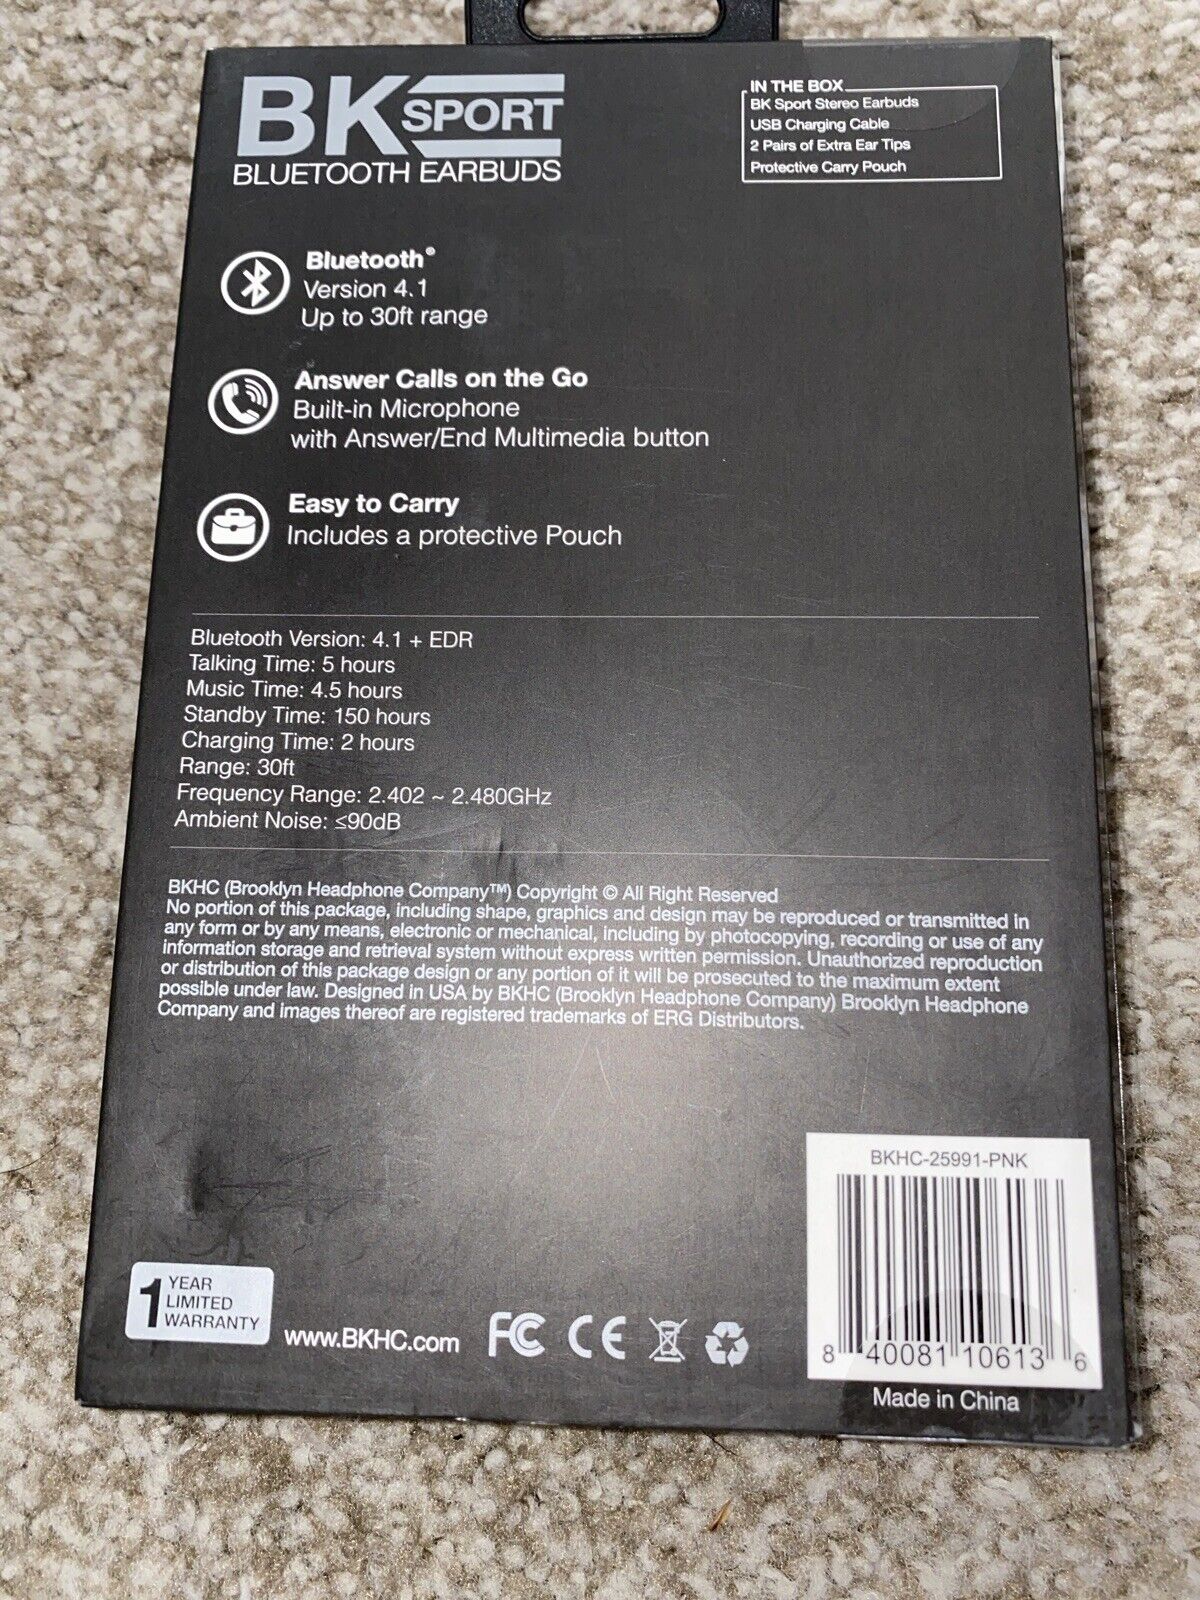 BK SPORT
BLUETOOTH EARBUDS
IN THE BOX
BK Sport Stereo Earbuds
USB Charging Cable
2 Pairs of Extra Ear Tips
Protective Carry Pouch
Bluetooth®
Version 4.1
Up to 30ft range
Answer Calls on the Go
Built-in Microphone
with Answer/End Multimedia button
Easy to Carry
Includes a protective Pouch
Bluetooth Version: 4.1 + EDR
Talking Time: 5 hours
Music Time: 4.5 hours
Standby Time: 150 hours
Charging Time: 2 hours
Range: 30ft
Frequency Range: 2.402 ~ 2.480GHz
Ambient Noise: ≤90dB
BKHC (Brooklyn Headphone Company™) Copyright © All Right Reserved
No portion of this package, including shape, graphics and design may be reproduced or transmitted in
any form or by any means, electronic or mechanical, including by photocopying, recording or use of any
information storage and retrieval system without express written permission. Unauthorized reproduction
or distribution of this package design or any portion of it will be prosecuted to the maximum extent
possible under law. Designed in USA by BKHC (Brooklyn Headphone Company) Brooklyn Headphone
Company and images thereof are registered trademarks of ERG Distributors.
BKHC-25991-PNK
8 40081 10613 6
Made in China
1 YEAR
LIMITED
WARRANTY
www.BKHC.com
FC CE